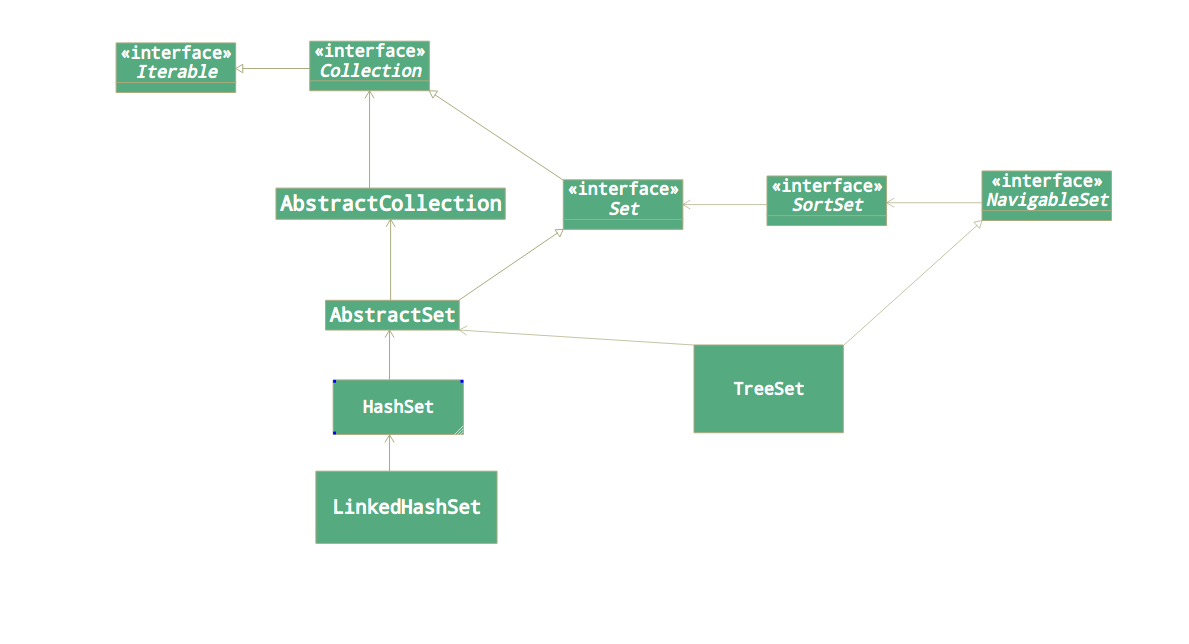 «interface»
Iterable
«interface»
Collection
AbstractCollection
«interface»
Set
«interface»
SortSet
«interface»
NavigableSet
AbstractSet
TreeSet
HashSet
LinkedHashSet